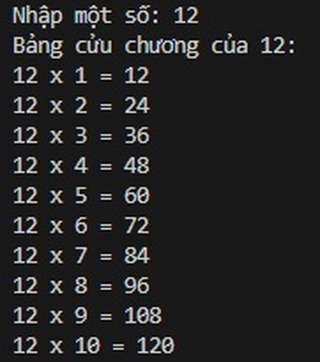 Nhập một số: 12
Bảng cửu chương của 12:
12 x 1 = 12
12 x 2 = 24
12 x 3 = 36
12 x 4 = 48
12 x 5 = 60
12 x 6 = 72
12 x 7 = 84
12 x 8 = 96
12 x 9 = 108
12 x 10 = 120